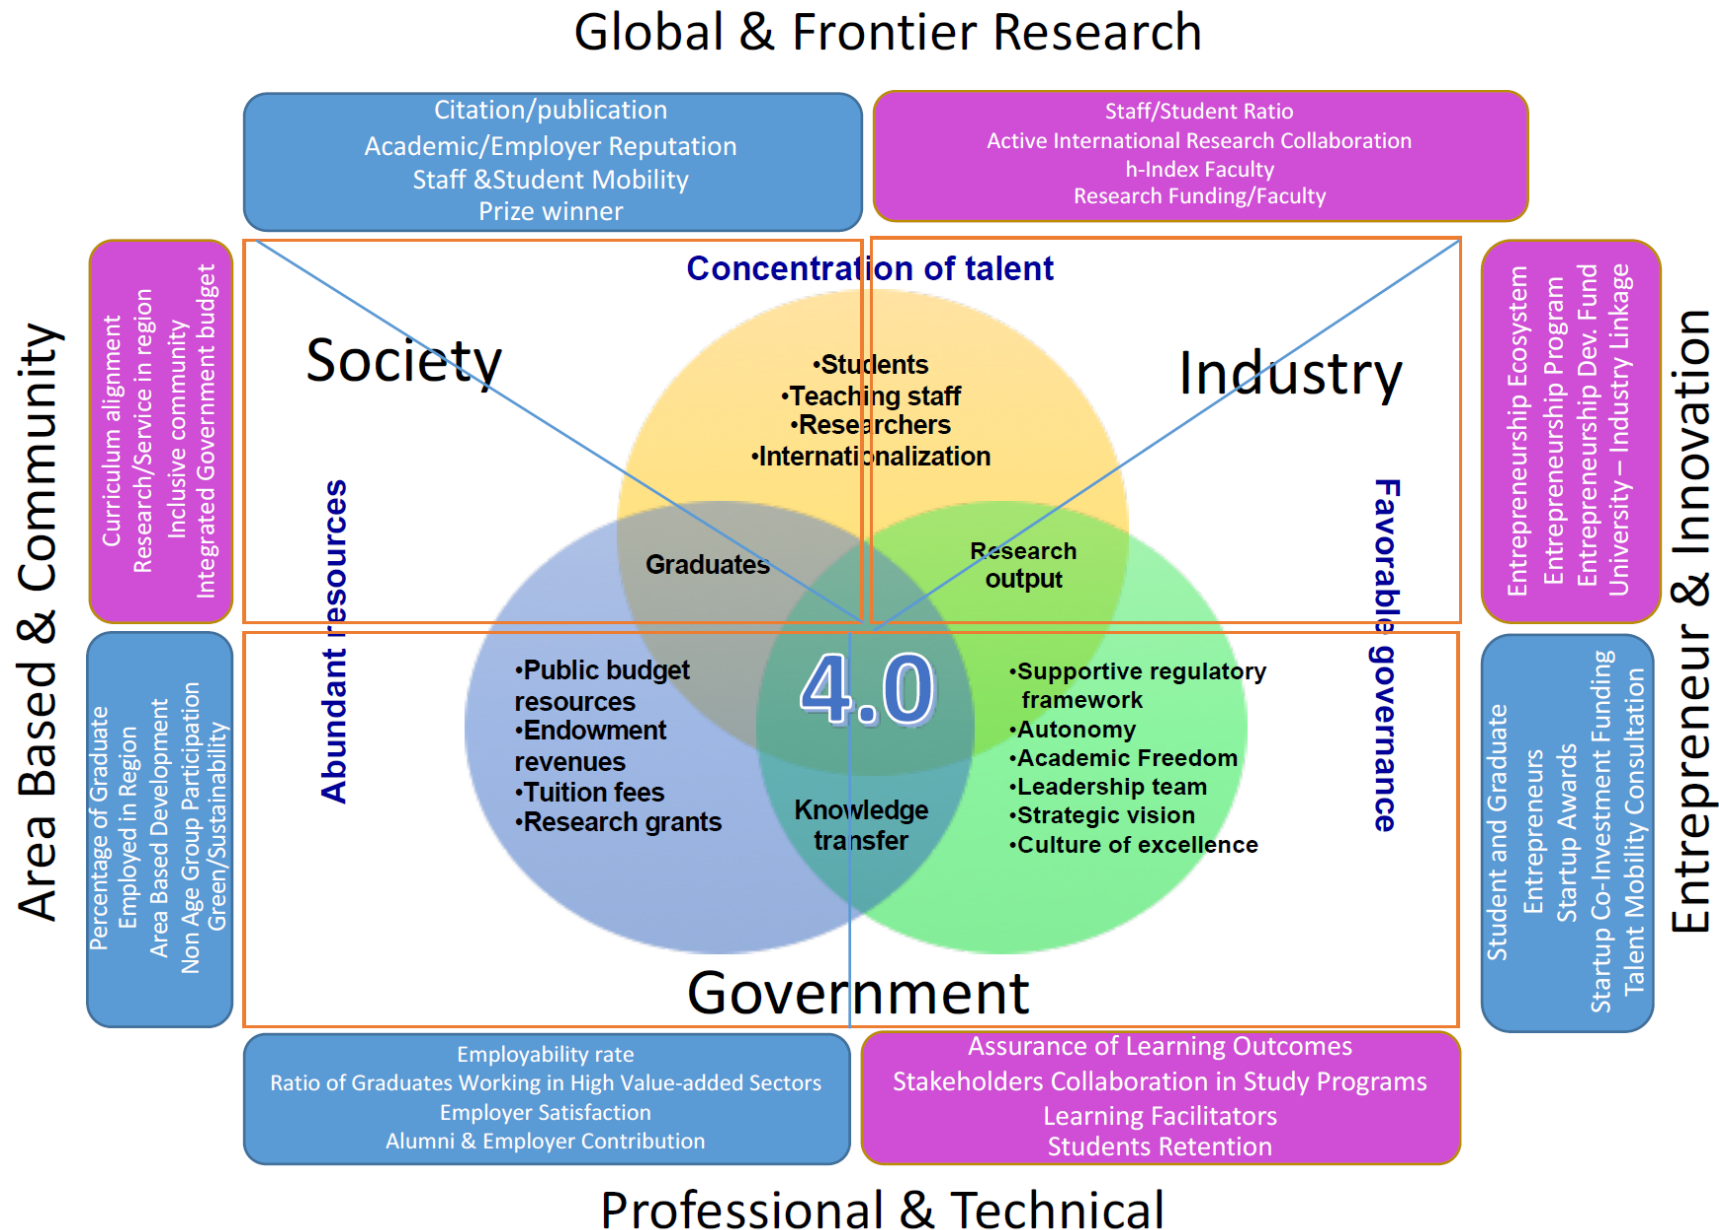 Global & Frontier Research
Citation/publication
Academic/Employer Reputation
Staff &Student Mobility
Prize winner
Staff/Student Ratio
Active International Research Collaboration
h-Index Faculty
Research Funding/Faculty
Area Based & Community
Curriculum alignment
Research/Service in region
Inclusive community
Integrated Government budget
Percentage of Graduate
Employed in Region
Area Based Development
Non Age Group Participation
Green/Sustainability
Concentration of talent
Society
Industry
•Students
•Teaching staff
•Researchers
•Internationalization
Abundant resources
Favorable governance
Graduates
Research
output
4.0
•Public budget
resources
•Endowment
revenues
•Tuition fees
•Research grants
•Supportive regulatory
framework
•Autonomy
•Academic Freedom
•Leadership team
•Strategic vision
•Culture of excellence
Knowledge
transfer
Government
Entrepreneurship Ecosystem
Entrepreneurship Program
Entrepreneurship Dev. Fund
University – Industry Linkage
Student and Graduate
Entrepreneurs
Startup Awards
Startup Co-Investment Funding
Talent Mobility Consultation
Entrepreneur & Innovation
Employability rate
Ratio of Graduates Working in High Value-added Sectors
Employer Satisfaction
Alumni & Employer Contribution
Assurance of Learning Outcomes
Stakeholders Collaboration in Study Programs
Learning Facilitators
Students Retention
Professional & Technical